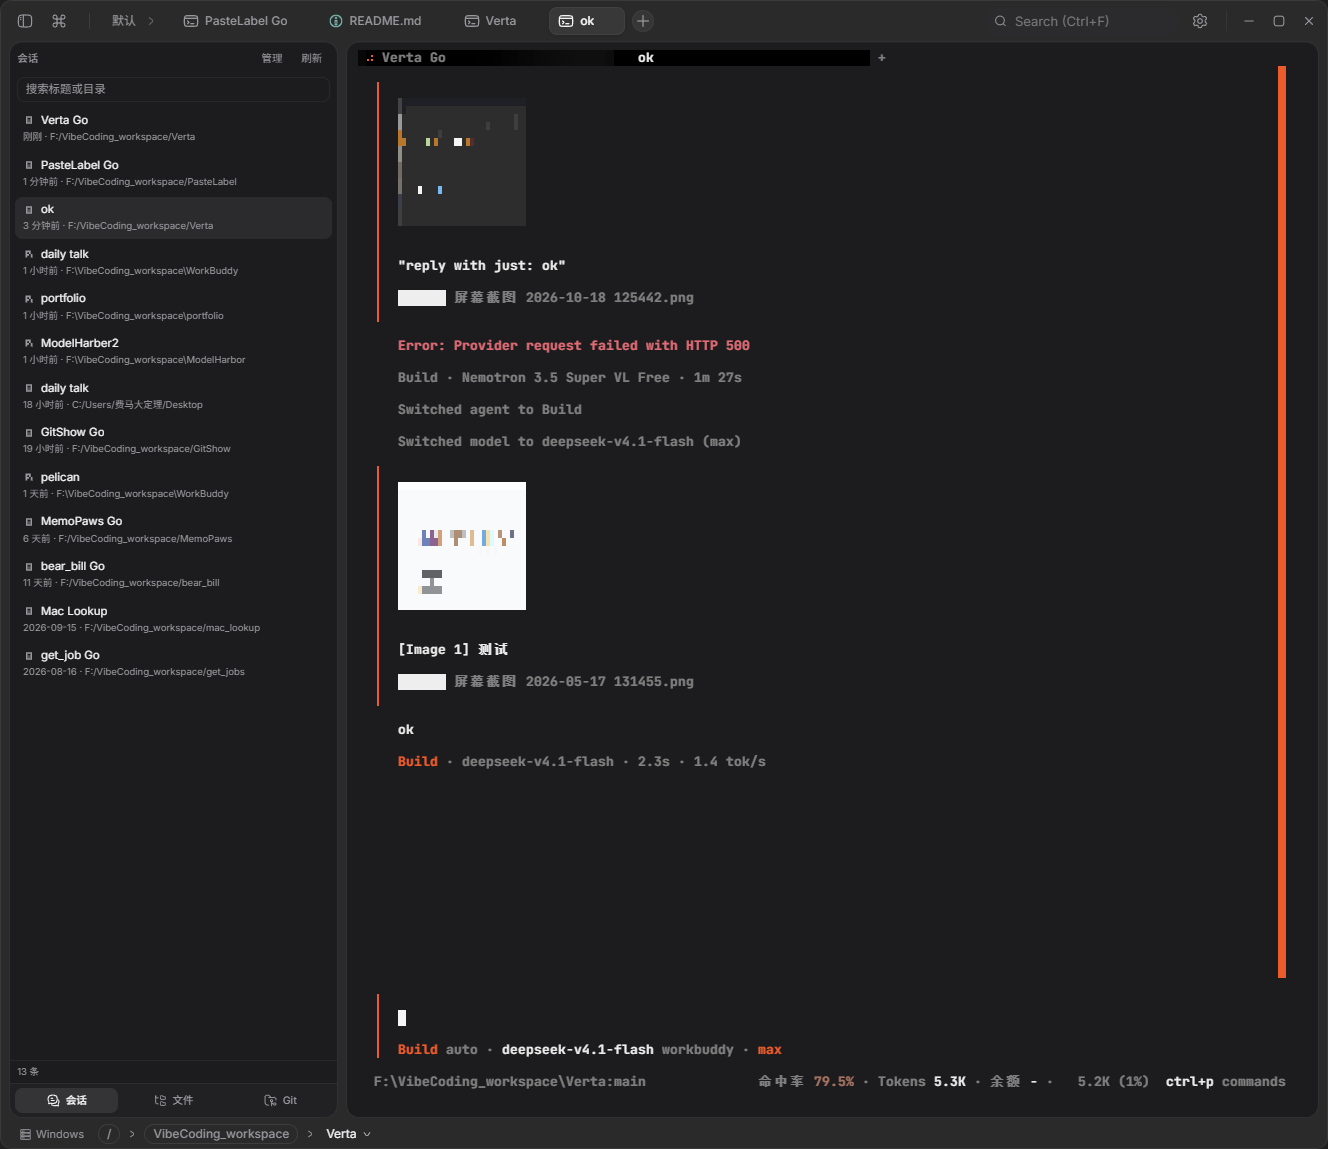 默认
PasteLabel Go
README.md
Verta
ok
Search (Ctrl+F)
会话
管理
刷新
搜索标题或目录
Verta Go
刚刚 · F:/VibeCoding_workspace/Verta
PasteLabel Go
1 分钟前 · F:/VibeCoding_workspace/PasteLabel
ok
3 分钟前 · F:/VibeCoding_workspace/Verta
daily talk
1 小时前 · F:\VibeCoding_workspace\WorkBuddy
portfolio
1 小时前 · F:\VibeCoding_workspace\portfolio
ModelHarber2
1 小时前 · F:\VibeCoding_workspace\ModelHarbor
daily talk
18 小时前 · C:/Users/费马大定理/Desktop
GitShow Go
19 小时前 · F:/VibeCoding_workspace/GitShow
pelican
1 天前 · F:\VibeCoding_workspace\WorkBuddy
MemoPaws Go
6 天前 · F:/VibeCoding_workspace/MemoPaws
bear_bill Go
11 天前 · F:/VibeCoding_workspace/bear_bill
Mac Lookup
2026-09-15 · F:/VibeCoding_workspace/mac_lookup
get_job Go
2026-08-16 · F:/VibeCoding_workspace/get_jobs
13 条
会话
文件
Git
Verta Go
ok
+
"reply with just: ok"
屏幕截图 2026-10-18 125442.png
Error: Provider request failed with HTTP 500
Build · Nemotron 3.5 Super VL Free · 1m 27s
Switched agent to Build
Switched model to deepseek-v4.1-flash (max)
[Image 1] 测试
屏幕截图 2026-05-17 131455.png
ok
Build · deepseek-v4.1-flash · 2.3s · 1.4 tok/s
Build auto · deepseek-v4.1-flash workbuddy · max
F:\VibeCoding_workspace\Verta:main
命中率 79.5% · Tokens 5.3K · 余额 - · 5.2K (1%) ctrl+p commands
Windows
/
VibeCoding_workspace
Verta